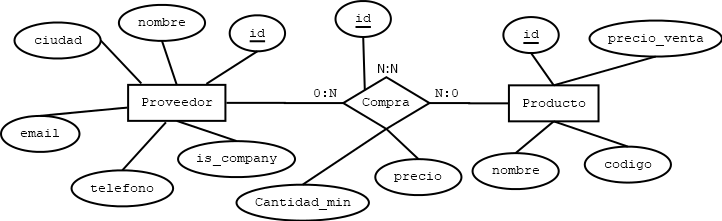 nombre
id
id
ciudad
id
precio_venta
N:N
0:N
N:0
Proveedor
Compra
Producto
email
is_company
codigo
nombre
precio
telefono
Cantidad_min